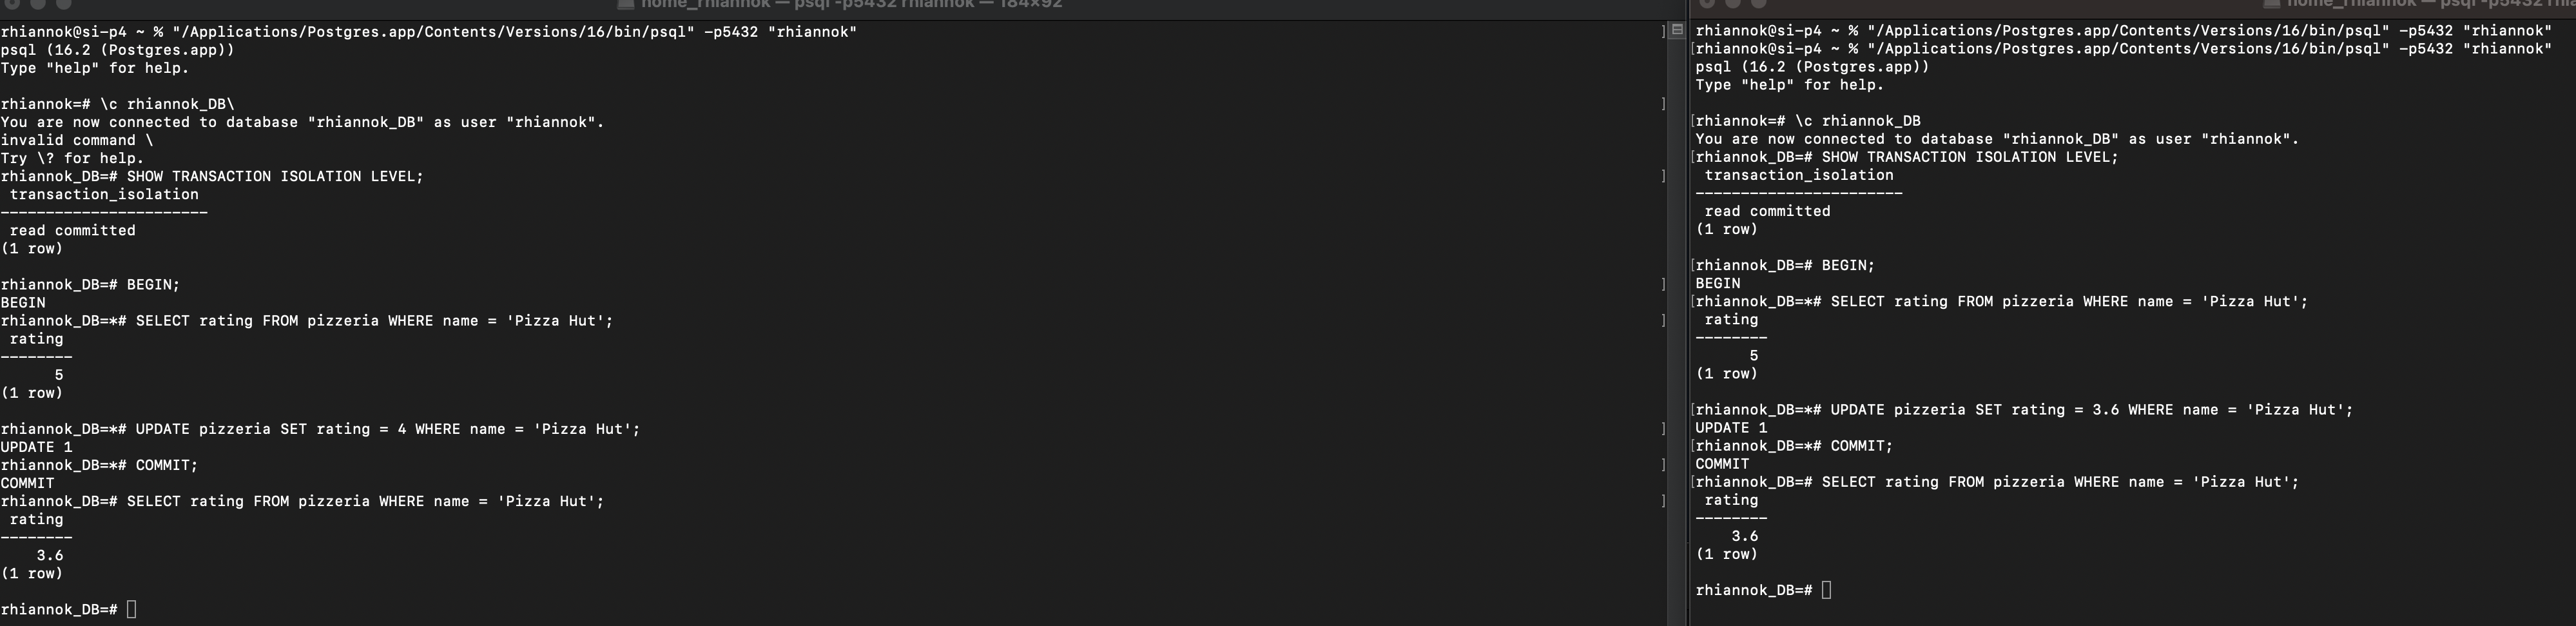 home_rhiannok — psql -p5432 rhiannok — 184×92
rhiannok@si-p4 ~ % "/Applications/Postgres.app/Contents/Versions/16/bin/psql" -p5432 "rhiannok"
psql (16.2 (Postgres.app))
Type "help" for help.
rhiannok=# \c rhiannok_DB\
You are now connected to database "rhiannok_DB" as user "rhiannok".
invalid command \
Try \? for help.
rhiannok_DB=# SHOW TRANSACTION ISOLATION LEVEL;
transaction_isolation
-----------------------
read committed
(1 row)
rhiannok_DB=# BEGIN;
BEGIN
rhiannok_DB=*# SELECT rating FROM pizzeria WHERE name = 'Pizza Hut';
rating
--------
5
(1 row)
rhiannok_DB=*# UPDATE pizzeria SET rating = 4 WHERE name = 'Pizza Hut';
UPDATE 1
rhiannok_DB=*# COMMIT;
COMMIT
rhiannok_DB=# SELECT rating FROM pizzeria WHERE name = 'Pizza Hut';
rating
--------
3.6
(1 row)
rhiannok_DB=#
home_rhiannok — psql -p5432 rhia
rhiannok@si-p4 ~ % "/Applications/Postgres.app/Contents/Versions/16/bin/psql" -p5432 "rhiannok"
[rhiannok@si-p4 ~ % "/Applications/Postgres.app/Contents/Versions/16/bin/psql" -p5432 "rhiannok"
psql (16.2 (Postgres.app))
Type "help" for help.
[rhiannok=# \c rhiannok_DB
You are now connected to database "rhiannok_DB" as user "rhiannok".
[rhiannok_DB=# SHOW TRANSACTION ISOLATION LEVEL;
transaction_isolation
-----------------------
read committed
(1 row)
[rhiannok_DB=# BEGIN;
BEGIN
[rhiannok_DB=*# SELECT rating FROM pizzeria WHERE name = 'Pizza Hut';
rating
--------
5
(1 row)
[rhiannok_DB=*# UPDATE pizzeria SET rating = 3.6 WHERE name = 'Pizza Hut';
UPDATE 1
[rhiannok_DB=*# COMMIT;
COMMIT
[rhiannok_DB=# SELECT rating FROM pizzeria WHERE name = 'Pizza Hut';
rating
--------
3.6
(1 row)
rhiannok_DB=#